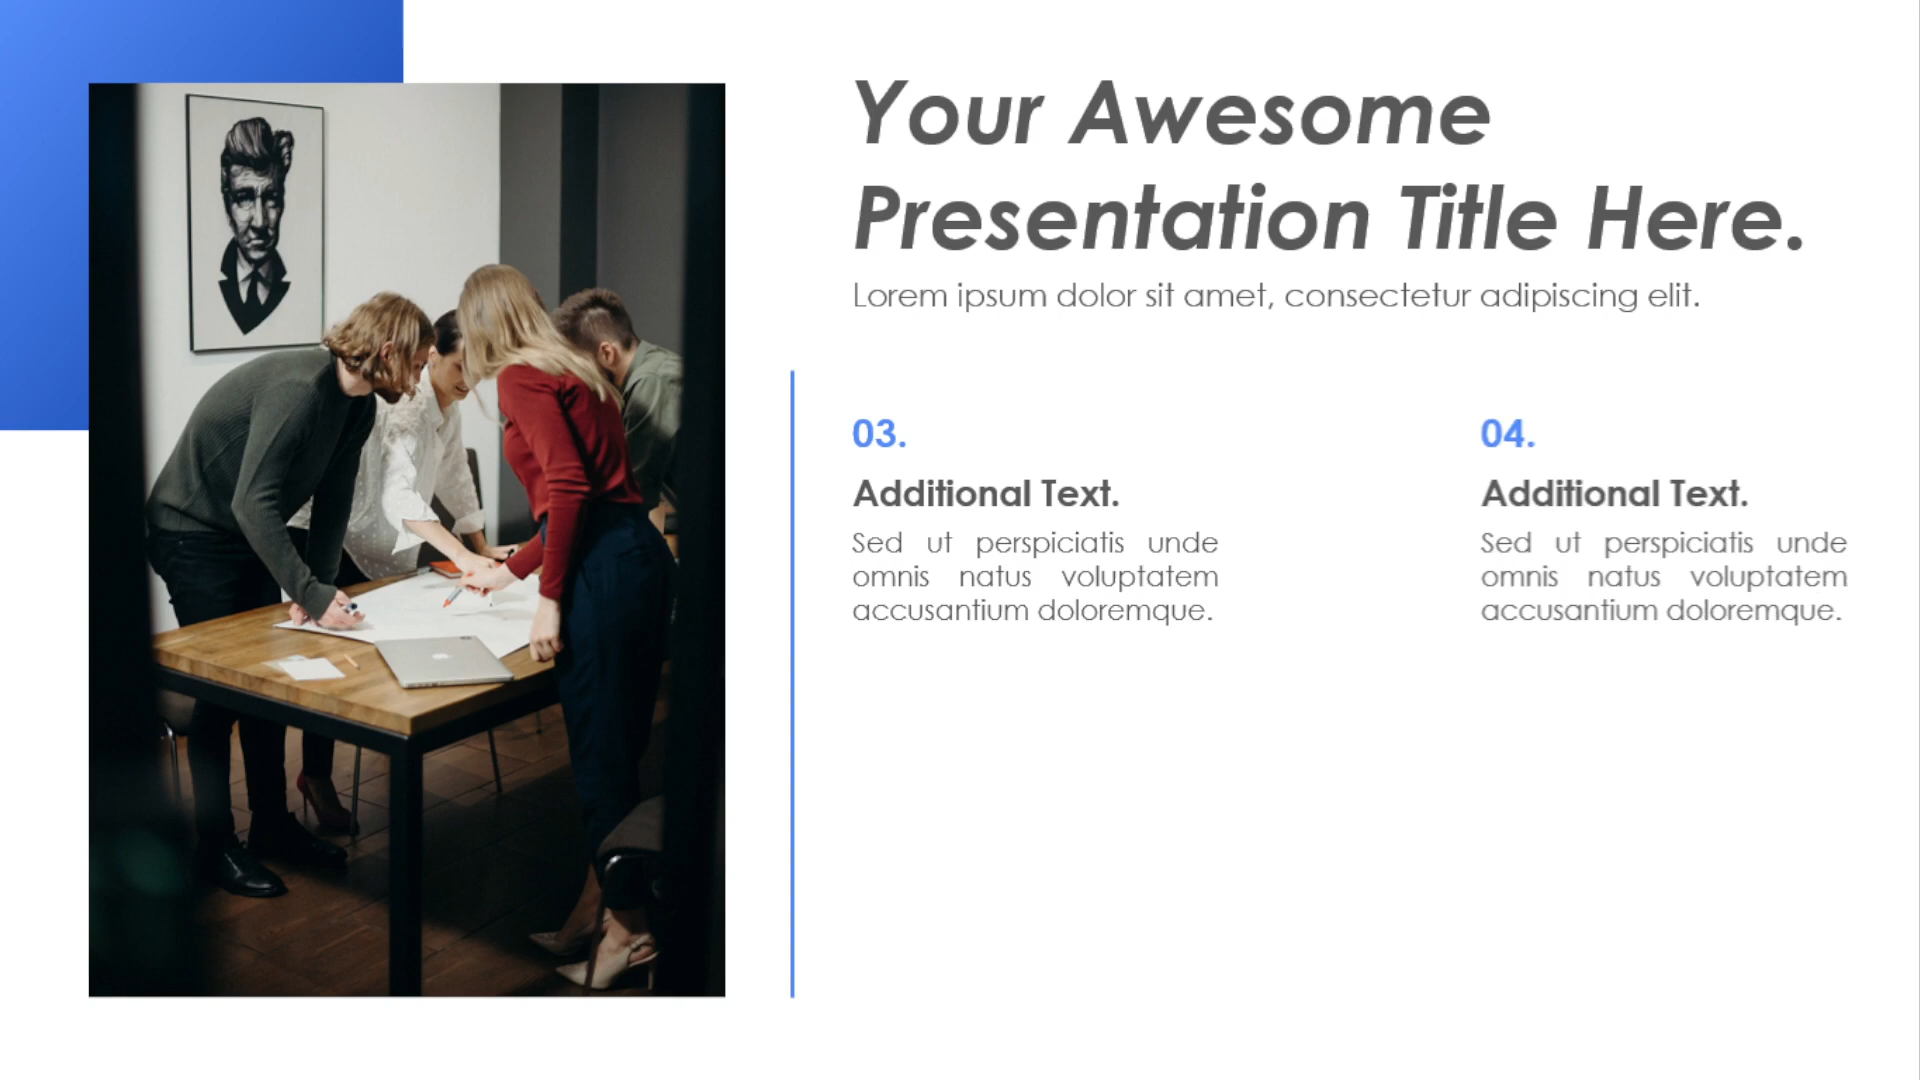 Your Awesome
Presentation Title Here.
Lorem ipsum dolor sit amet, consectetur adipiscing elit.
03.
Additional Text.
Sed ut perspiciatis unde
omnis natus voluptatem
accusantium doloremque.
04.
Additional Text.
Sed ut perspiciatis unde
omnis natus voluptatem
accusantium doloremque.